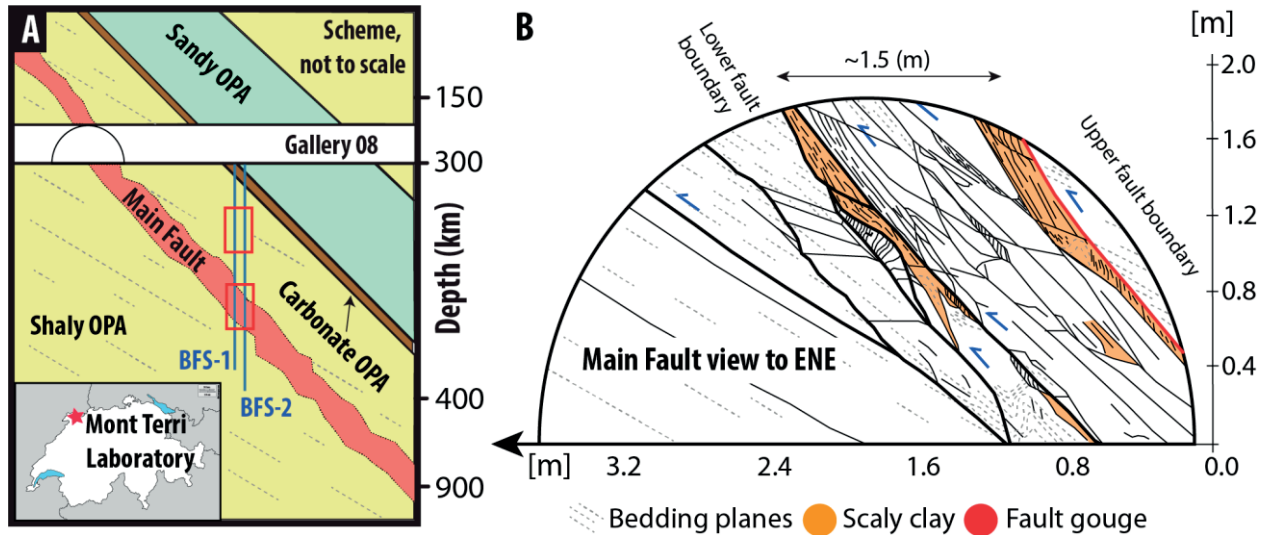 A
Sandy OPA
Scheme,
not to scale
150
Gallery 08
300
Main Fault
Carbonate OPA
Depth (km)
Shaly OPA
BFS-1
BFS-2
400
900
Mont Terri
Laboratory
B
[m]
~1.5 (m)
Lower fault
boundary
Upper fault boundary
2.0
1.6
1.2
0.8
0.4
Main Fault view to ENE
[m]
3.2
2.4
1.6
0.8
0.0
Bedding planes
Scaly clay
Fault gouge